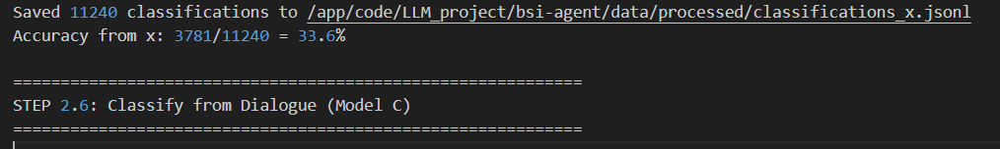 Saved 11240 classifications to /app/code/LLM_project/bsi-agent/data/processed/classifications_x.jsonl
Accuracy from x: 3781/11240 = 33.6%
============================================================
STEP 2.6: Classify from Dialogue (Model C)
============================================================